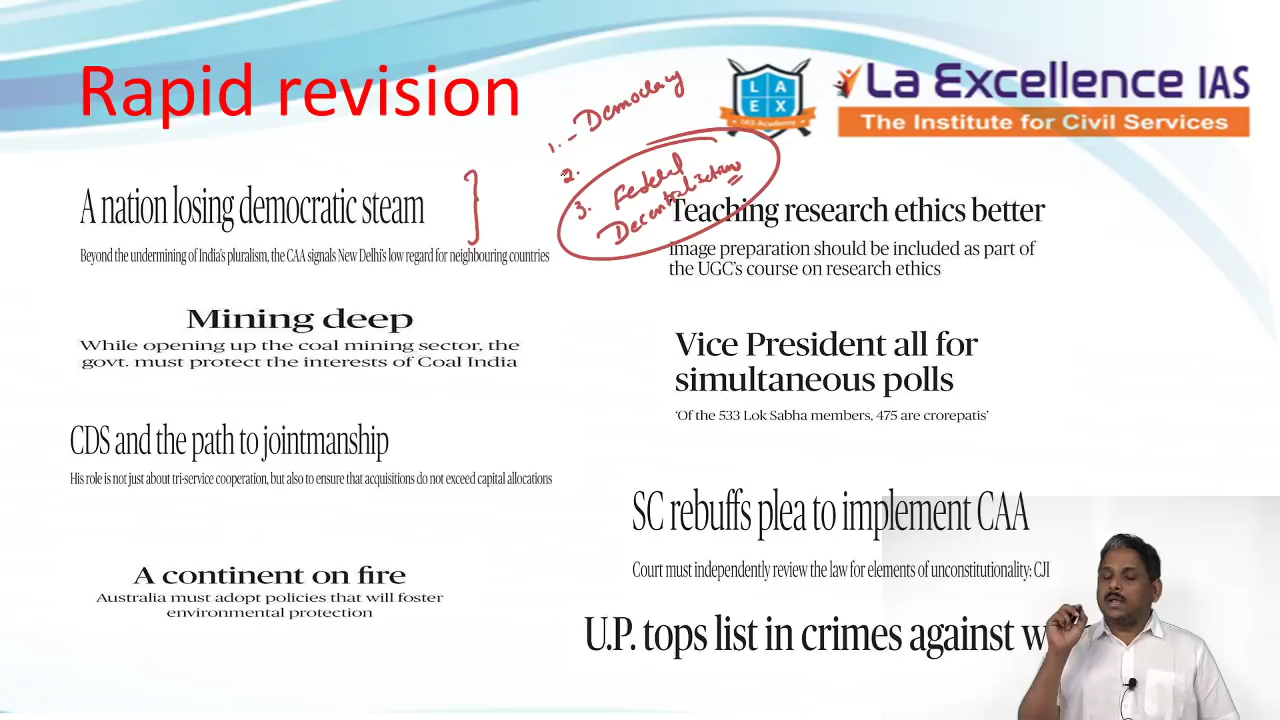 Rapid revision
LA
EX
IAS Academy
La Excellence IAS
The Institute for Civil Services
1. - Democracy
2.
3. Federal
Decentralisation
A nation losing democratic steam
Beyond the undermining of India's pluralism, the CAA signals New Delhi's low regard for neighbouring countries
Mining deep
While opening up the coal mining sector, the
govt. must protect the interests of Coal India
CDS and the path to jointmanship
His role is not just about tri-service cooperation, but also to ensure that acquisitions do not exceed capital allocations
A continent on fire
Australia must adopt policies that will foster
environmental protection
Teaching research ethics better
Image preparation should be included as part of
the UGC's course on research ethics
Vice President all for
simultaneous polls
'Of the 533 Lok Sabha members, 475 are crorepatis'
SC rebuffs plea to implement CAA
Court must independently review the law for elements of unconstitutionality: CJI
U.P. tops list in crimes against w